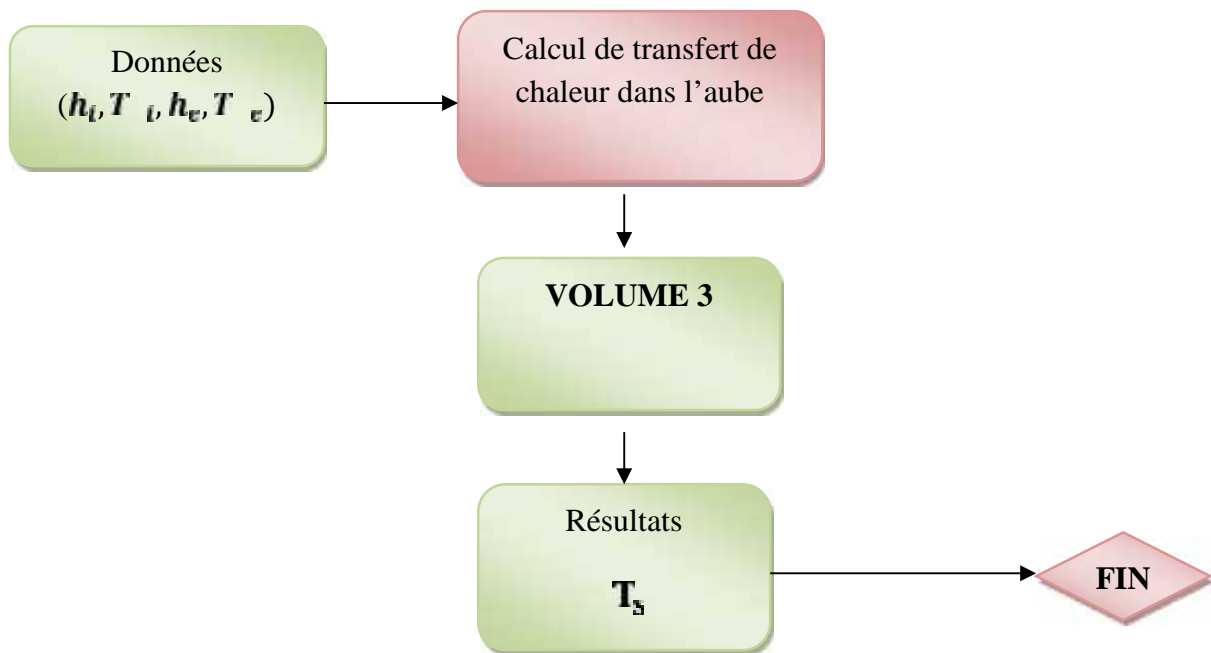 Données
(h_i, T_i, h_e, T_e)
Calcul de transfert de
chaleur dans l’aube
VOLUME 3
Résultats
T_s
FIN